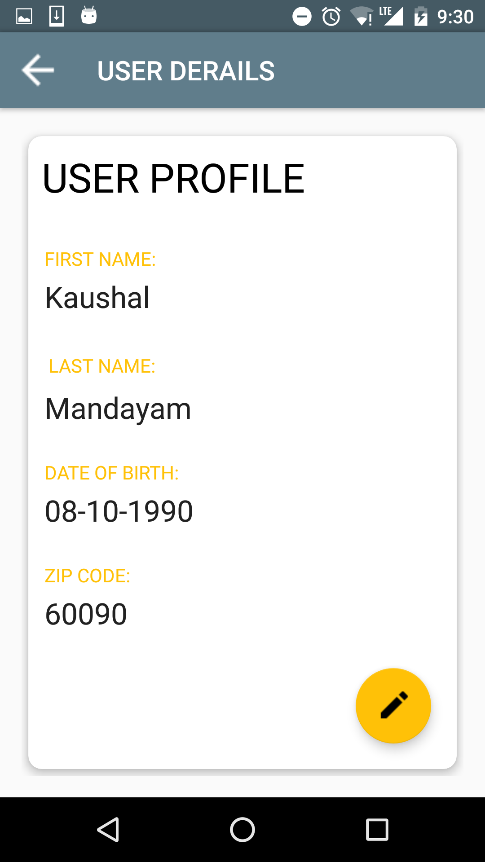 LTE 9:30
USER DERAILS
USER PROFILE
FIRST NAME:
Kaushal
LAST NAME:
Mandayam
DATE OF BIRTH:
08-10-1990
ZIP CODE:
60090